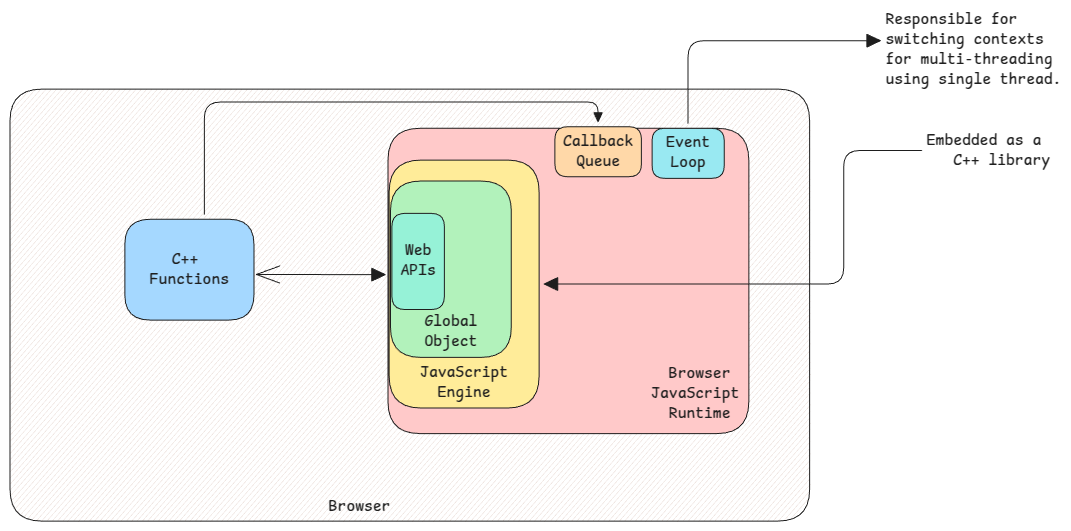 Responsible for
switching contexts
for multi-threading
using single thread.
Callback
Queue
Event
Loop
Embedded as a
C++ library
C++
Functions
Web
APIs
Global
Object
JavaScript
Engine
Browser
JavaScript
Runtime
Browser